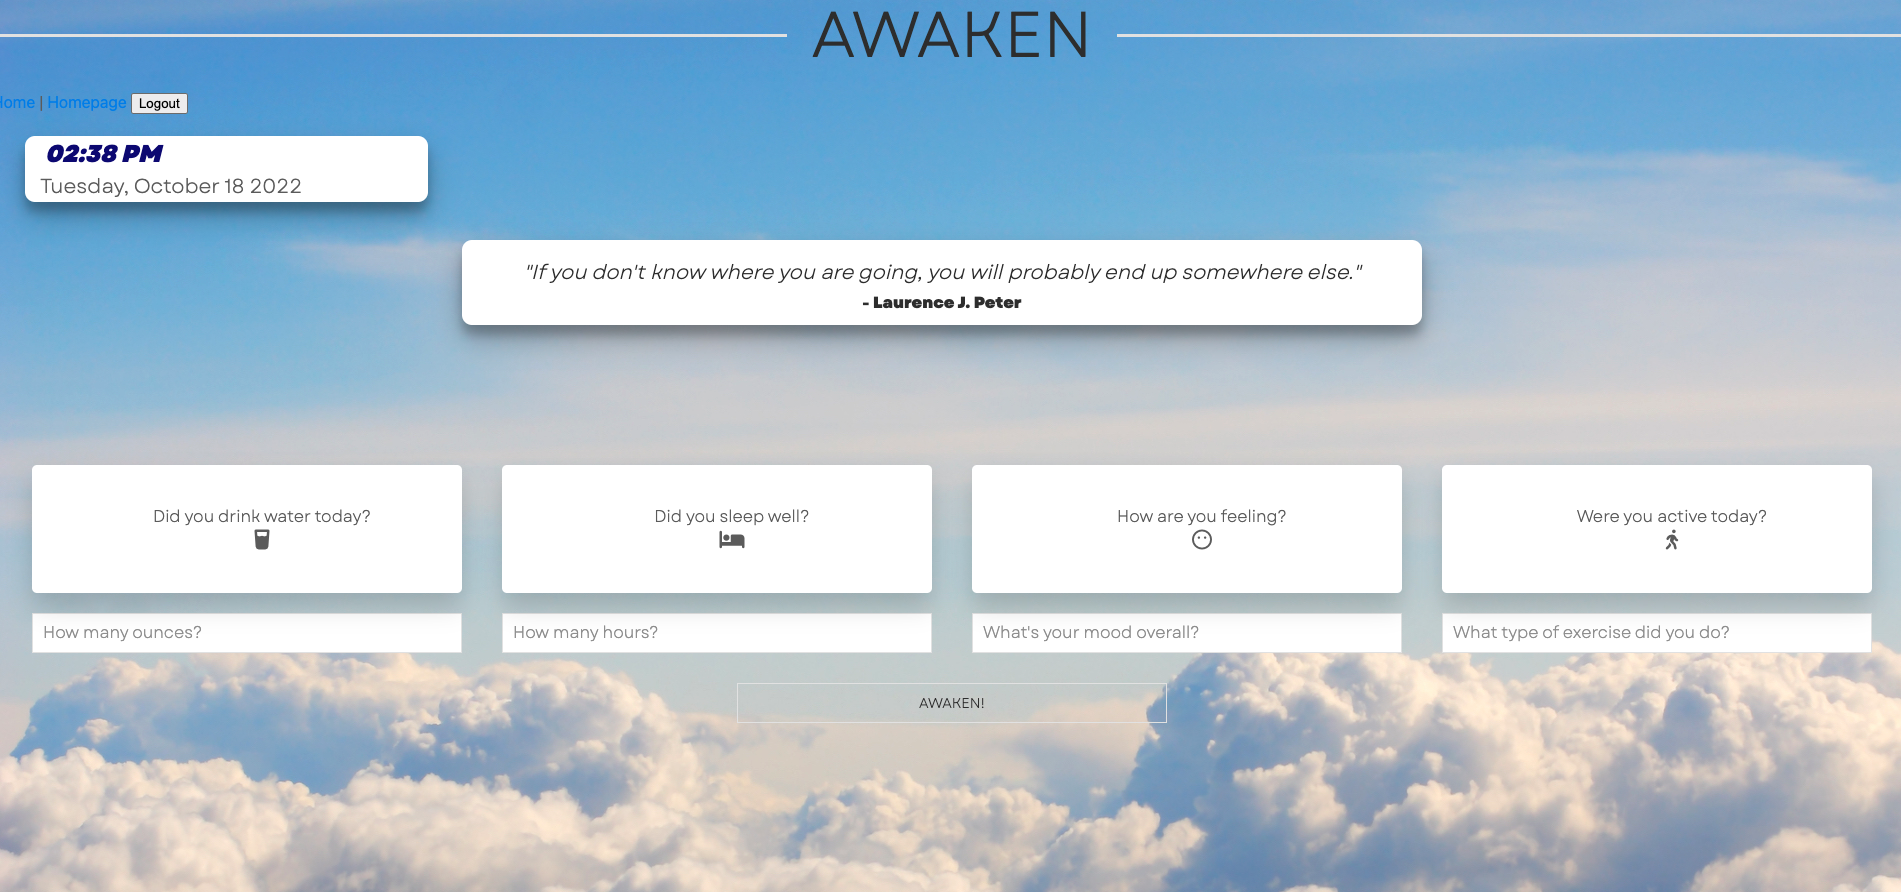 AWAKEN
Home | Homepage Logout
02:38 PM
Tuesday, October 18 2022
"If you don't know where you are going, you will probably end up somewhere else."
- Laurence J. Peter
Did you drink water today?
Did you sleep well?
How are you feeling?
Were you active today?
How many ounces?
How many hours?
What's your mood overall?
What type of exercise did you do?
AWAKEN!